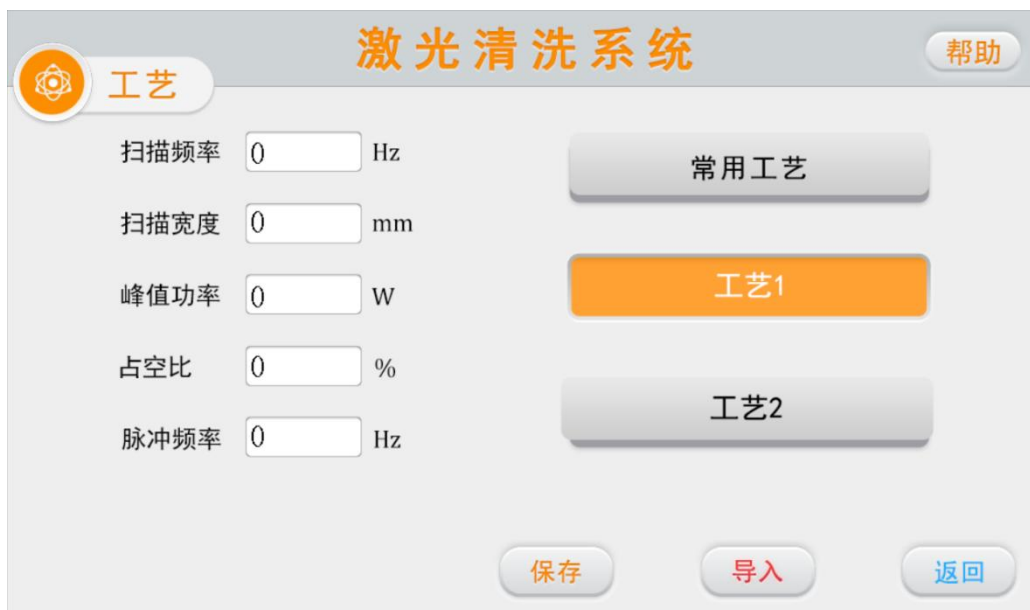 激光清洗系统
帮助
工艺
扫描频率 0 Hz
扫描宽度 0 mm
峰值功率 0 W
占空比 0 %
脉冲频率 0 Hz
常用工艺
工艺1
工艺2
保存
导入
返回